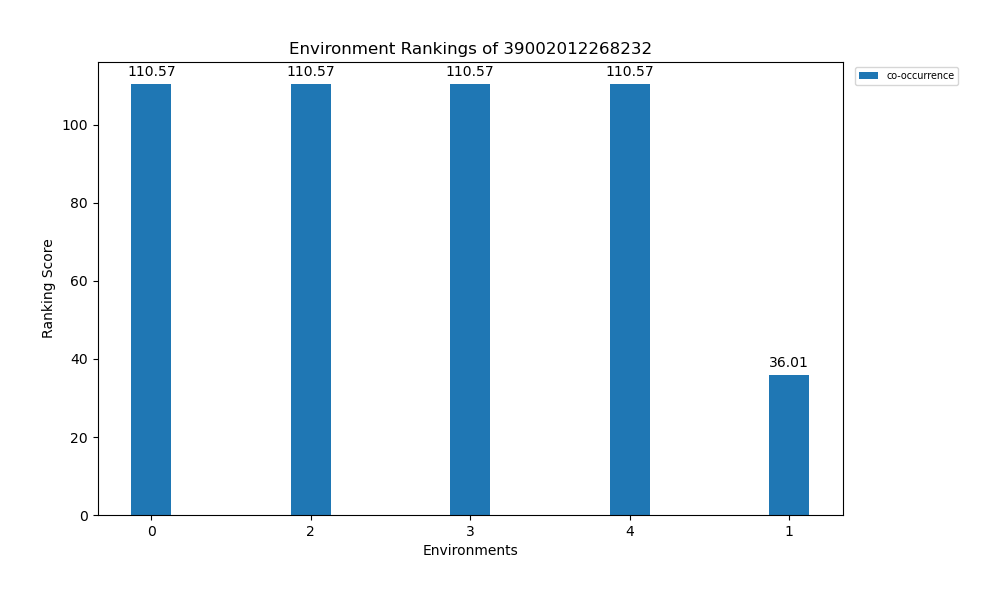 Environment Rankings of 39002012268232
110.57 110.57 110.57 110.57
36.01
co-occurrence
Ranking Score
100
80
60
40
20
0
0 2 3 4 1
Environments